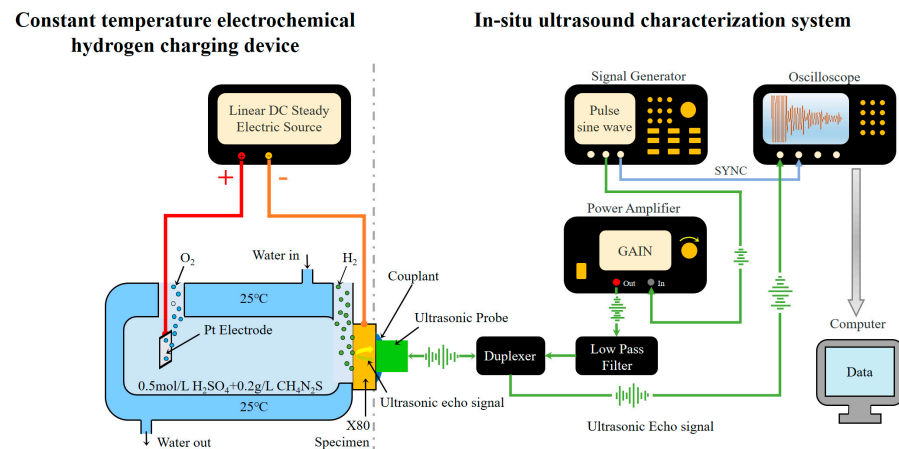 Constant temperature electrochemical
hydrogen charging device
In-situ ultrasound characterization system
Linear DC Steady
Electric Source
+
-
O₂
Water in
H₂
25℃
Pt Electrode
0.5mol/L H₂SO₄+0.2g/L CH₄N₂S
25℃
Water out
X80
Specimen
Couplant
Ultrasonic Probe
Ultrasonic echo signal
Signal Generator
Pulse
sine wave
SYNC
Oscilloscope
Power Amplifier
GAIN
Out
In
Duplexer
Low Pass
Filter
Ultrasonic Echo signal
Computer
Data